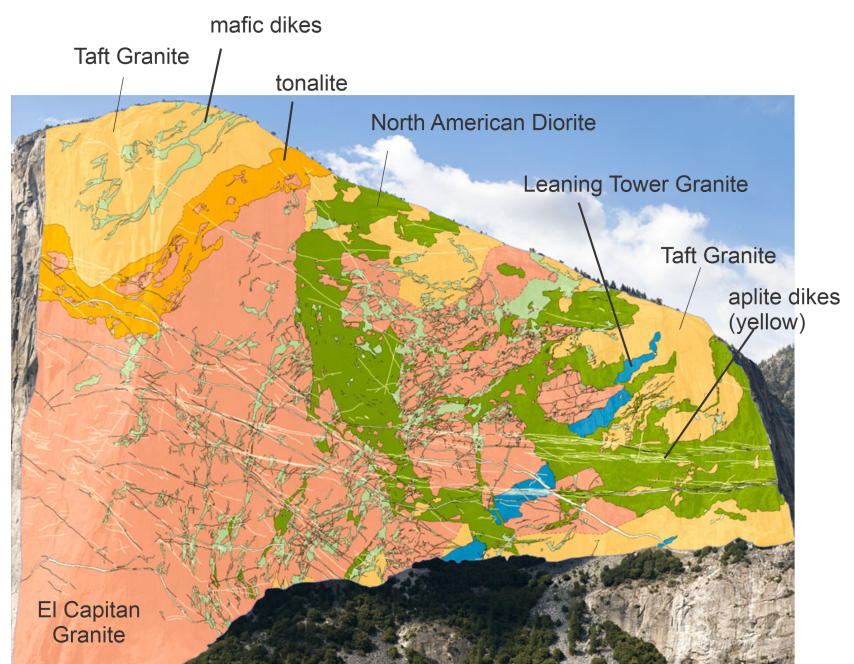 mafic dikes
Taft Granite
tonalite
North American Diorite
Leaning Tower Granite
Taft Granite
aplite dikes
(yellow)
El Capitan
Granite